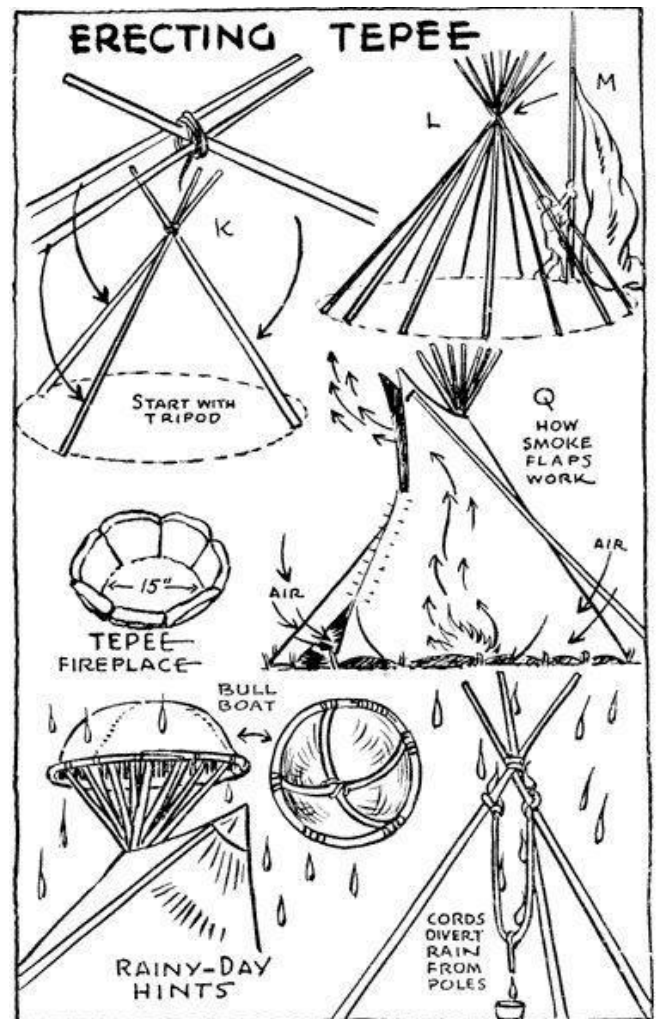 ERECTING TEPEE
K
START WITH
TRIPOD
L
M
Q
HOW
SMOKE
FLAPS
WORK
AIR
AIR
15"
TEPEE
FIREPLACE
BULL
BOAT
RAINY-DAY
HINTS
CORDS
DIVERT
RAIN
FROM
POLES